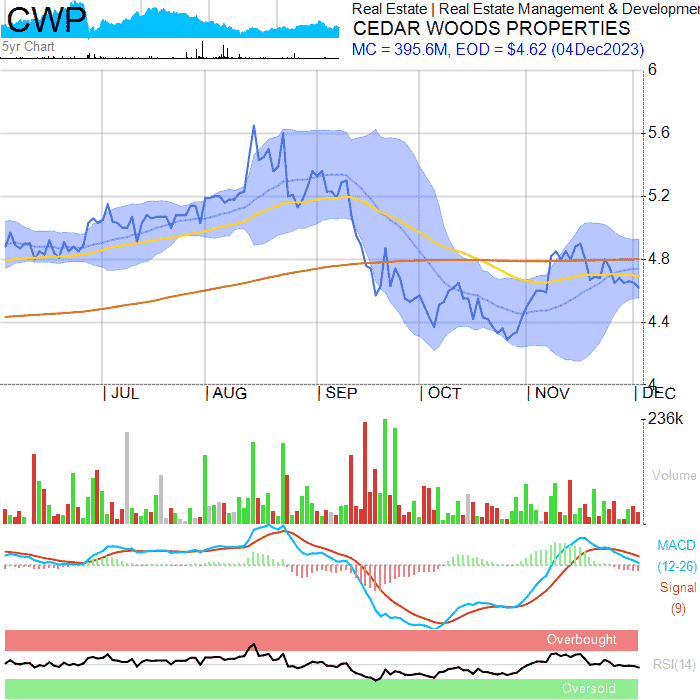 CWP
5yr Chart
Real Estate | Real Estate Management & Developmen
CEDAR WOODS PROPERTIES
MC = 395.6M, EOD = $4.62 (04Dec2023)
6
5.6
5.2
4.8
4.4
4
| JUL | AUG | SEP | OCT | NOV | DEC
236k
Volume
MACD
(12-26)
Signal
(9)
Overbought
RSI(14)
Oversold